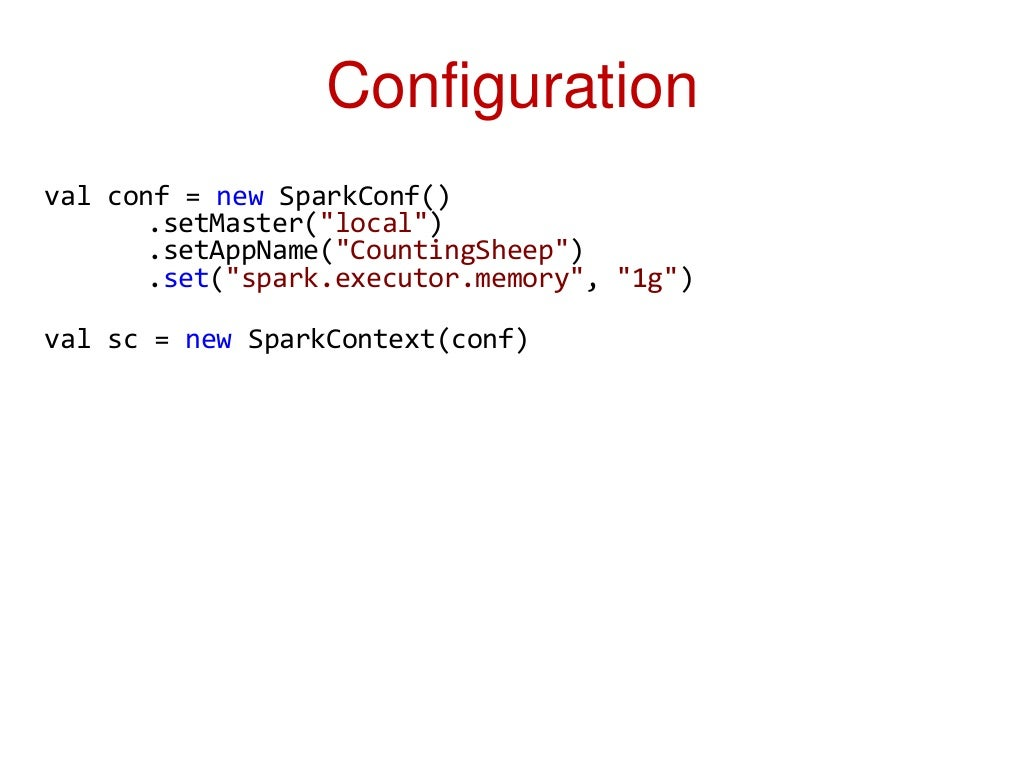 Configuration
val conf = new SparkConf()
.setMaster("local")
.setAppName("CountingSheep")
.set("spark.executor.memory", "1g")
val sc = new SparkContext(conf)